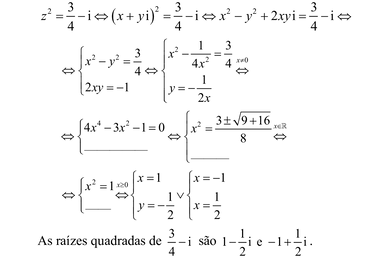 z² = 3/4 − i ⇔ (x + yi)² = 3/4 − i ⇔ x² − y² + 2xyi = 3/4 − i ⇔
⇔ { x² − y² = 3/4 ; 2xy = −1 ⇔ { x² − 1/(4x²) = 3/4 ; y = −1/(2x) x≠0 ⇔
⇔ { 4x⁴ − 3x² − 1 = 0 ; ______ ⇔ { x² = (3 ± √(9 + 16))/8 ; ______ x∈ℝ ⇔
⇔ { x² = 1 ; ______ x≥0 ⇔ { x = 1 ; y = −1/2 ∨ { x = −1 ; x = 1/2
As raízes quadradas de 3/4 − i são 1 − 1/2 i e −1 + 1/2 i.